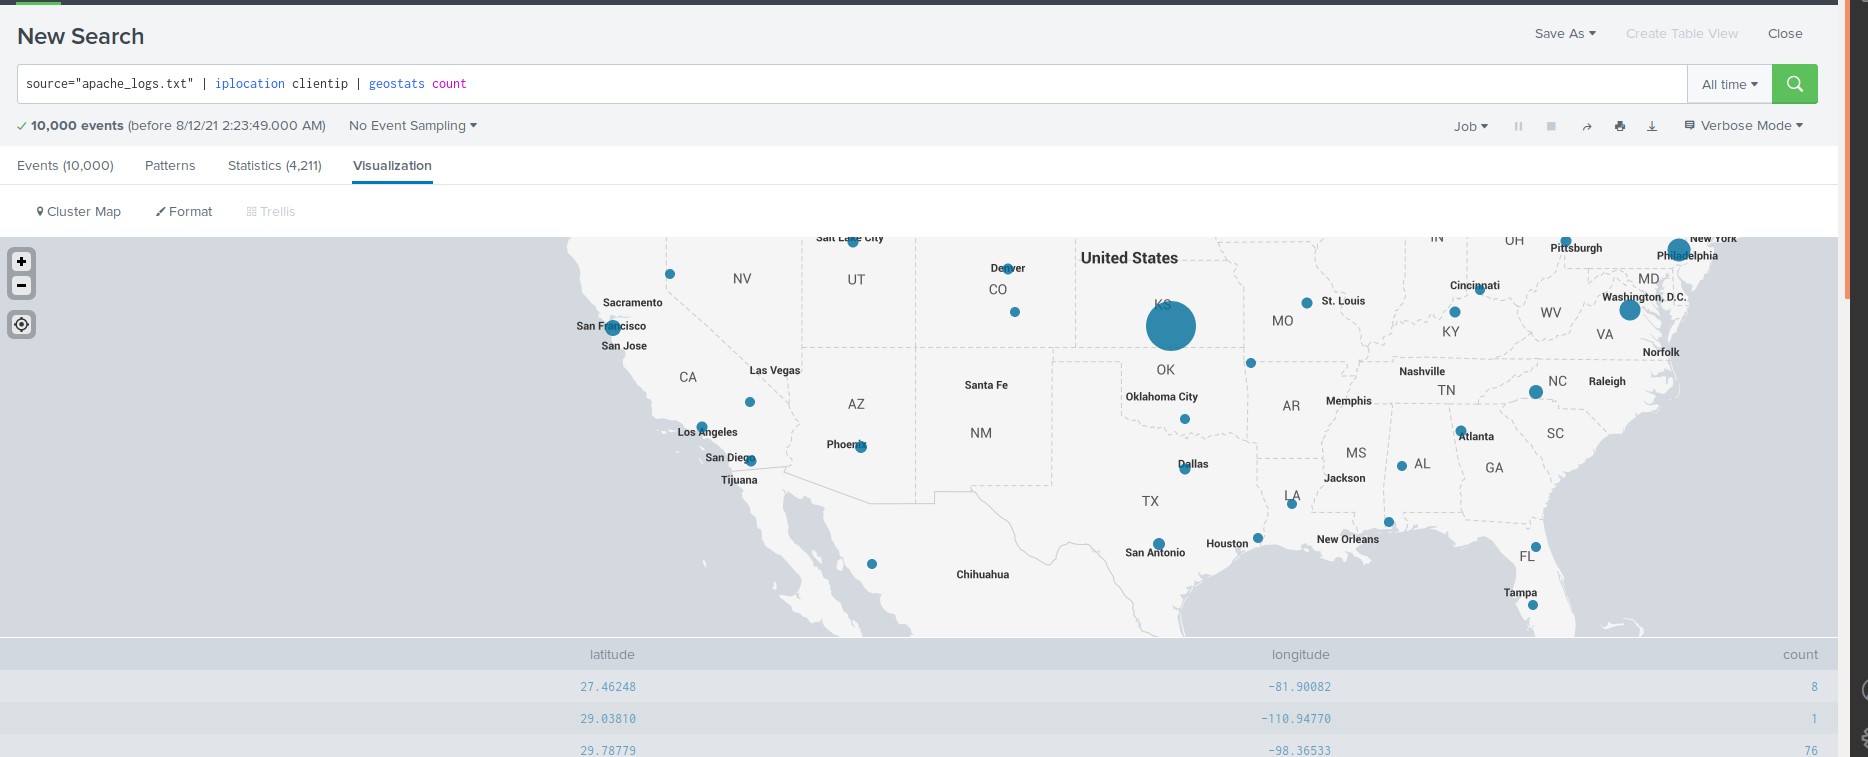 New Search
Save As
Create Table View
Close
source="apache_logs.txt" | iplocation clientip | geostats count
All time
10,000 events (before 8/12/21 2:23:49.000 AM)
No Event Sampling
Job
Verbose Mode
Events (10,000)
Patterns
Statistics (4,211)
Visualization
Cluster Map
Format
Trellis
Salt Lake City
United States
IN
OH
Pittsburgh
New York
Philadelphia
Denver
NV
UT
CO
Cincinnati
MD
Washington, D.C.
Sacramento
KS
St. Louis
WV
San Francisco
MO
KY
VA
San Jose
Norfolk
Las Vegas
OK
Nashville
CA
Santa Fe
TN
NC
Raleigh
AZ
Oklahoma City
AR
Memphis
Los Angeles
NM
SC
Phoenix
Atlanta
San Diego
MS
AL
GA
Dallas
Tijuana
Jackson
TX
LA
San Antonio
Houston
New Orleans
FL
Chihuahua
Tampa
latitude longitude count
27.46248 -81.90082 8
29.03810 -110.94770 1
29.78779 -98.36533 76